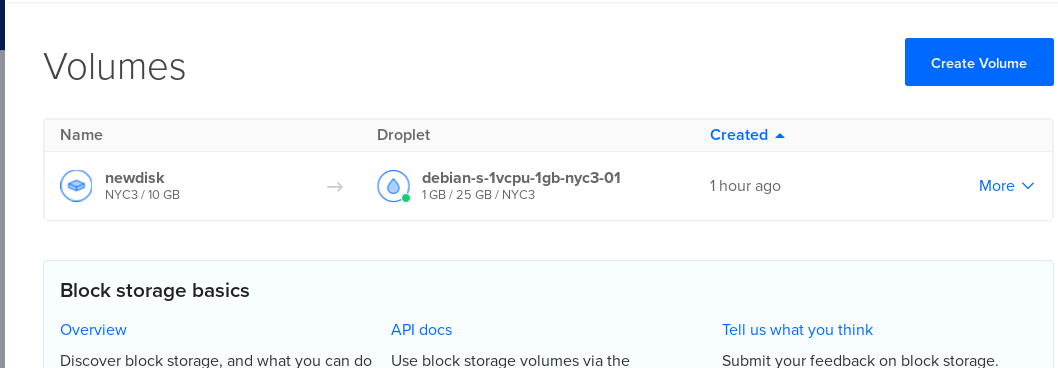 Volumes
Create Volume
Name Droplet Created
newdisk debian-s-1vcpu-1gb-nyc3-01
NYC3 / 10 GB 1 GB / 25 GB / NYC3
1 hour ago
More
Block storage basics
Overview API docs Tell us what you think
Discover block storage, and what you can do Use block storage volumes via the Submit your feedback on block storage.